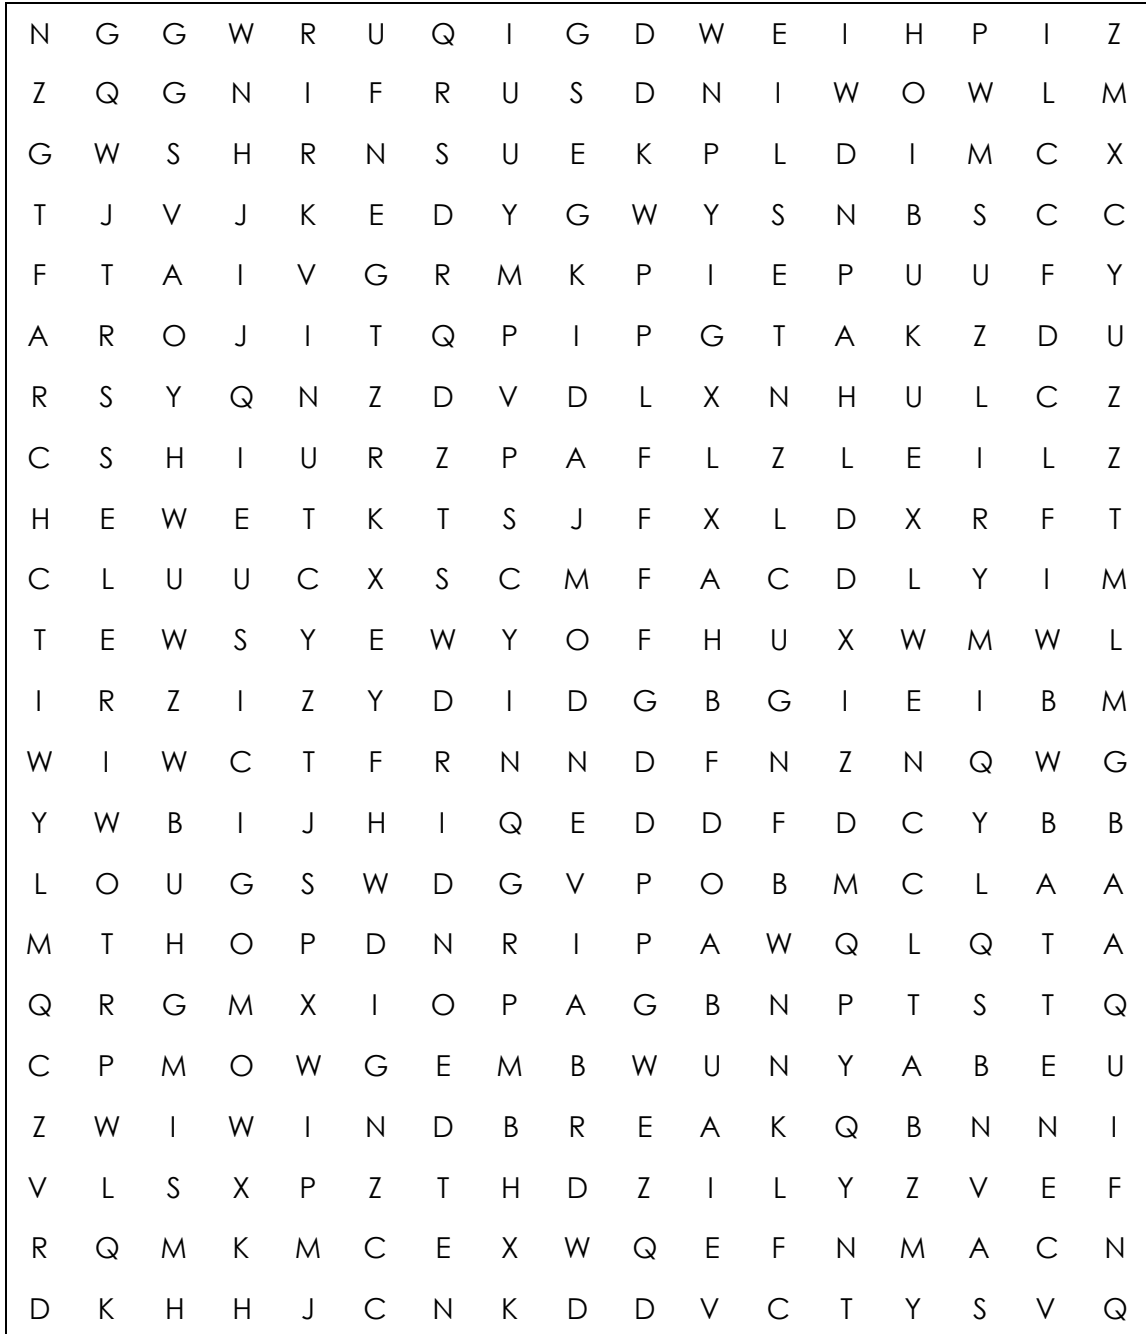 N G G W R U Q I G D W E I H P I Z
Z Q G N I F R U S D N I W O W L M
G W S H R N S U E K P L D I M C X
T J V J K E D Y G W Y S N B S C C
F T A I V G R M K P I E P U U F Y
A R O J I T Q P I P G T A K Z D U
R S Y Q N Z D V D L X N H U L C Z
C S H I U R Z P A F L Z L E I L Z
H E W E T K T S J F X L D X R F T
C L U U C X S C M F A C D L Y I M
T E W S Y E W Y O F H U X W M W L
I R Z I Z Y D I D G B G I E I B M
W I W C T F R N N D F N Z N Q W G
Y W B I J H I Q E D D F D C Y B B
L O U G S W D G V P O B M C L A A
M T H O P D N R I P A W Q L Q T A
Q R G M X I O P A G B N P T S T Q
C P M O W G E M B W U N Y A B E U
Z W I W I N D B R E A K Q B N N I
V L S X P Z T H D Z I L Y Z V E F
R Q M K M C E X W Q E F N M A C N
D K H H J C N K D D V C T Y S V Q